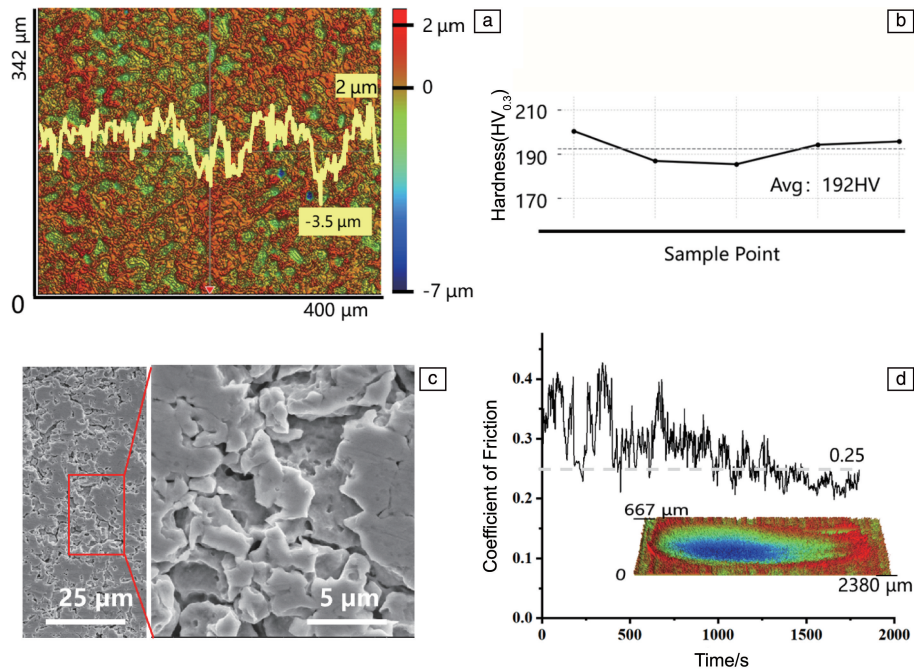 2 μm
a
342 μm
0
2 μm
-3.5 μm
-7 μm
0
400 μm
b
Hardness(HV0.3)
210
190
170
Avg: 192HV
Sample Point
c
25 μm
5 μm
d
Coefficient of Friction
0.4
0.3
0.2
0.1
0.0
0.25
667 μm
0
2380 μm
0
500
1000
1500
2000
Time/s